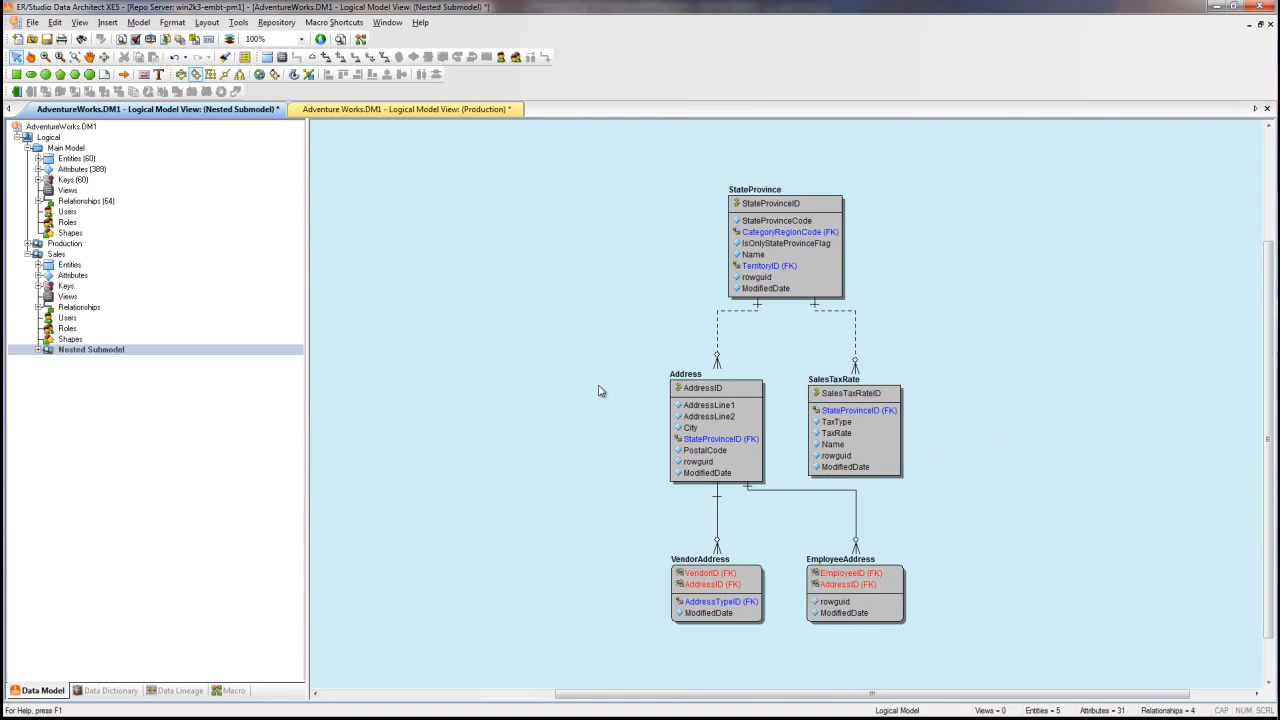 ER/Studio Data Architect XE5 - [Repo Server: win2k3-embt-pm1] - [AdventureWorks.DM1 - Logical Model View: (Nested Submodel) *]
File Edit View Insert Model Format Layout Tools Repository Macro Shortcuts Window Help
100%
AdventureWorks.DM1 - Logical Model View: (Nested Submodel) *
Adventure Works.DM1 - Logical Model View: (Production) *
AdventureWorks.DM1
Logical
Main Model
Entities (60)
Attributes (389)
Keys (60)
Views
Relationships (64)
Users
Roles
Shapes
Production
Sales
Entities
Attributes
Keys
Views
Relationships
Users
Roles
Shapes
Nested Submodel
StateProvince
StateProvinceID
StateProvinceCode
CategoryRegionCode (FK)
IsOnlyStateProvinceFlag
Name
TerritoryID (FK)
rowguid
ModifiedDate
Address
AddressID
AddressLine1
AddressLine2
City
StateProvinceID (FK)
PostalCode
rowguid
ModifiedDate
SalesTaxRate
SalesTaxRateID
StateProvinceID (FK)
TaxType
TaxRate
Name
rowguid
ModifiedDate
VendorAddress
VendorID (FK)
AddressID (FK)
AddressTypeID (FK)
ModifiedDate
EmployeeAddress
EmployeeID (FK)
AddressID (FK)
rowguid
ModifiedDate
Data Model Data Dictionary Data Lineage Macro
For Help, press F1
Logical Model Views = 0 Entities = 5 Attributes = 31 Relationships = 4 CAP NUM SCRL